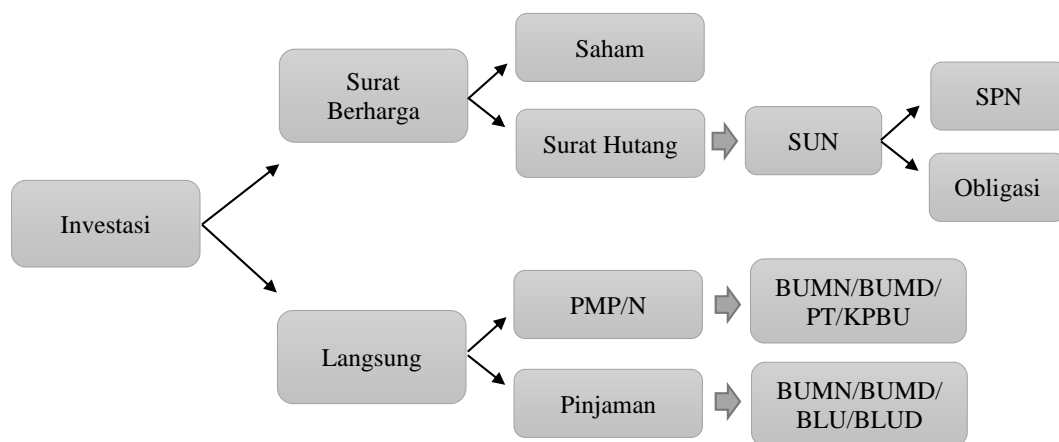 Saham
Surat
Berharga
SPN
Surat Hutang
SUN
Obligasi
Investasi
PMP/N
BUMN/BUMD/
PT/KPBU
Langsung
Pinjaman
BUMN/BUMD/
BLU/BLUD